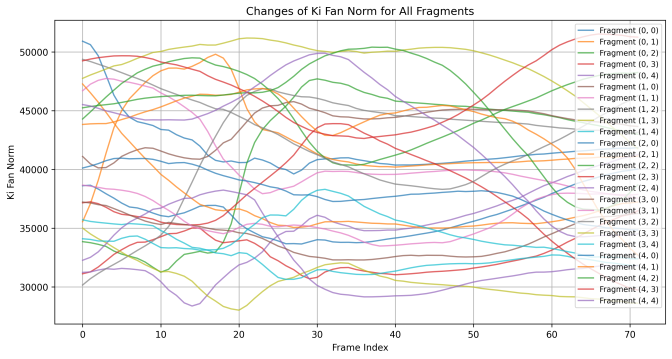 Changes of Ki Fan Norm for All Fragments
Ki Fan Norm
50000
45000
40000
35000
30000
0
10
20
30
40
50
60
70
Frame Index
Fragment (0, 0)
Fragment (0, 1)
Fragment (0, 2)
Fragment (0, 3)
Fragment (0, 4)
Fragment (1, 0)
Fragment (1, 1)
Fragment (1, 2)
Fragment (1, 3)
Fragment (1, 4)
Fragment (2, 0)
Fragment (2, 1)
Fragment (2, 2)
Fragment (2, 3)
Fragment (2, 4)
Fragment (3, 0)
Fragment (3, 1)
Fragment (3, 2)
Fragment (3, 3)
Fragment (3, 4)
Fragment (4, 0)
Fragment (4, 1)
Fragment (4, 2)
Fragment (4, 3)
Fragment (4, 4)